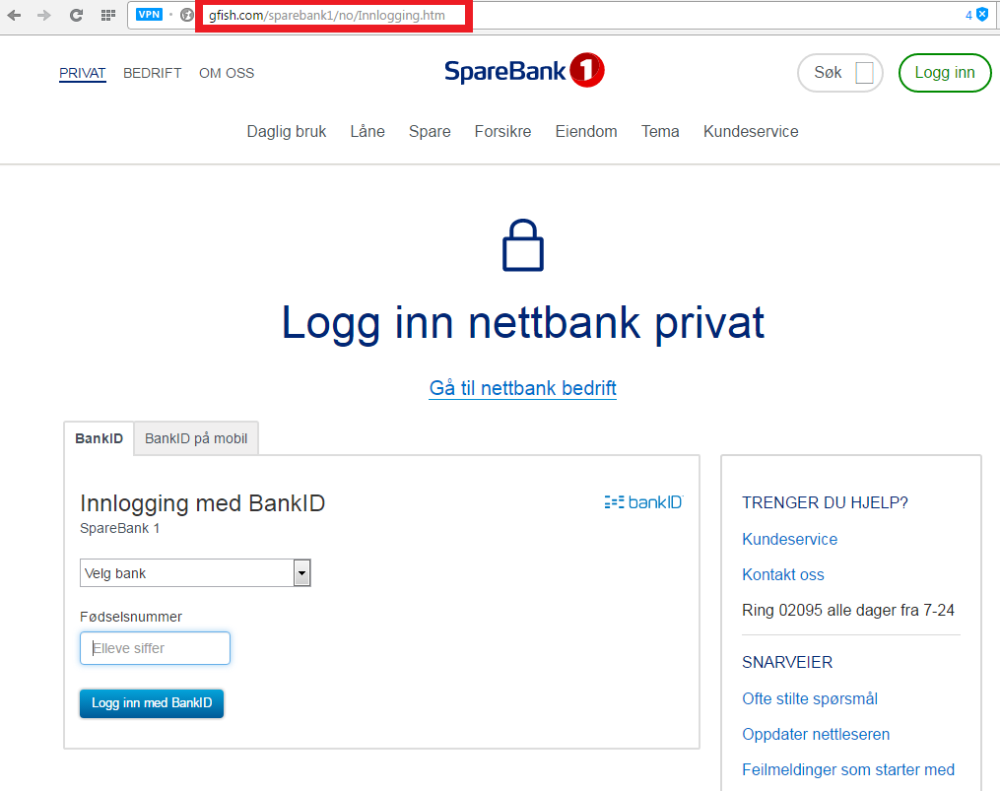 VPN
gfish.com/sparebank1/no/Innlogging.htm
4
PRIVAT BEDRIFT OM OSS
SpareBank 1
Søk
Logg inn
Daglig bruk Låne Spare Forsikre Eiendom Tema Kundeservice
Logg inn nettbank privat
Gå til nettbank bedrift
BankID BankID på mobil
Innlogging med BankID
bankID
SpareBank 1
Velg bank
Fødselsnummer
Elleve siffer
Logg inn med BankID
TRENGER DU HJELP?
Kundeservice
Kontakt oss
Ring 02095 alle dager fra 7-24
SNARVEIER
Ofte stilte spørsmål
Oppdater nettleseren
Feilmeldinger som starter med